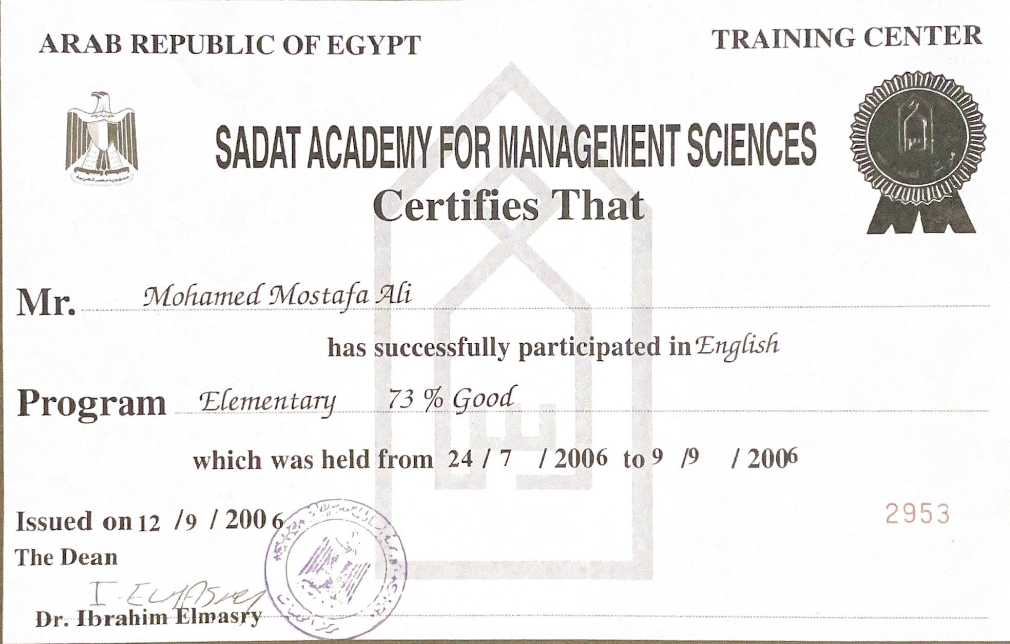 ARAB REPUBLIC OF EGYPT
TRAINING CENTER
SADAT ACADEMY FOR MANAGEMENT SCIENCES
Certifies That
Mr. Mohamed Mostafa Ali
has successfully participated in English
Program Elementary 73 % Good
which was held from 24 / 7 / 2006 to 9 /9 / 2006
Issued on 12 /9 / 2006
2953
The Dean
Dr. Ibrahim Elmasry